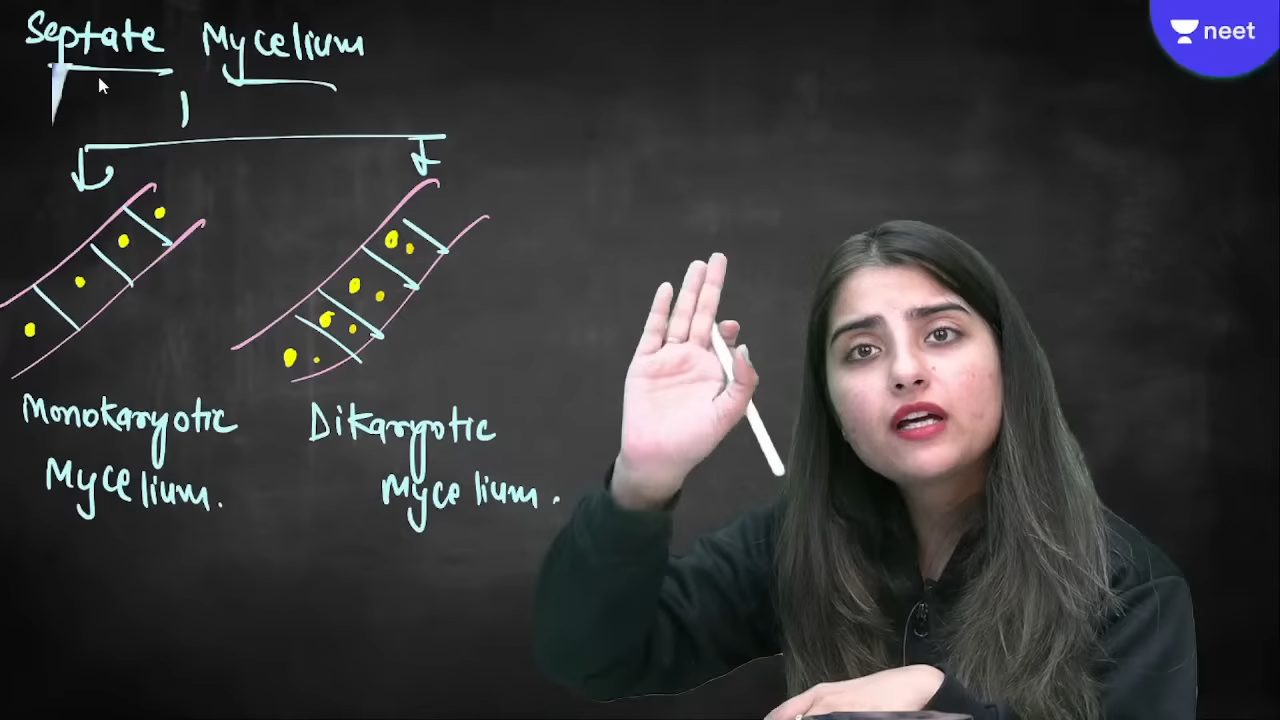 Septate Mycelium
neet
Monokaryotic
Mycelium.
Dikaryotic
Mycelium.